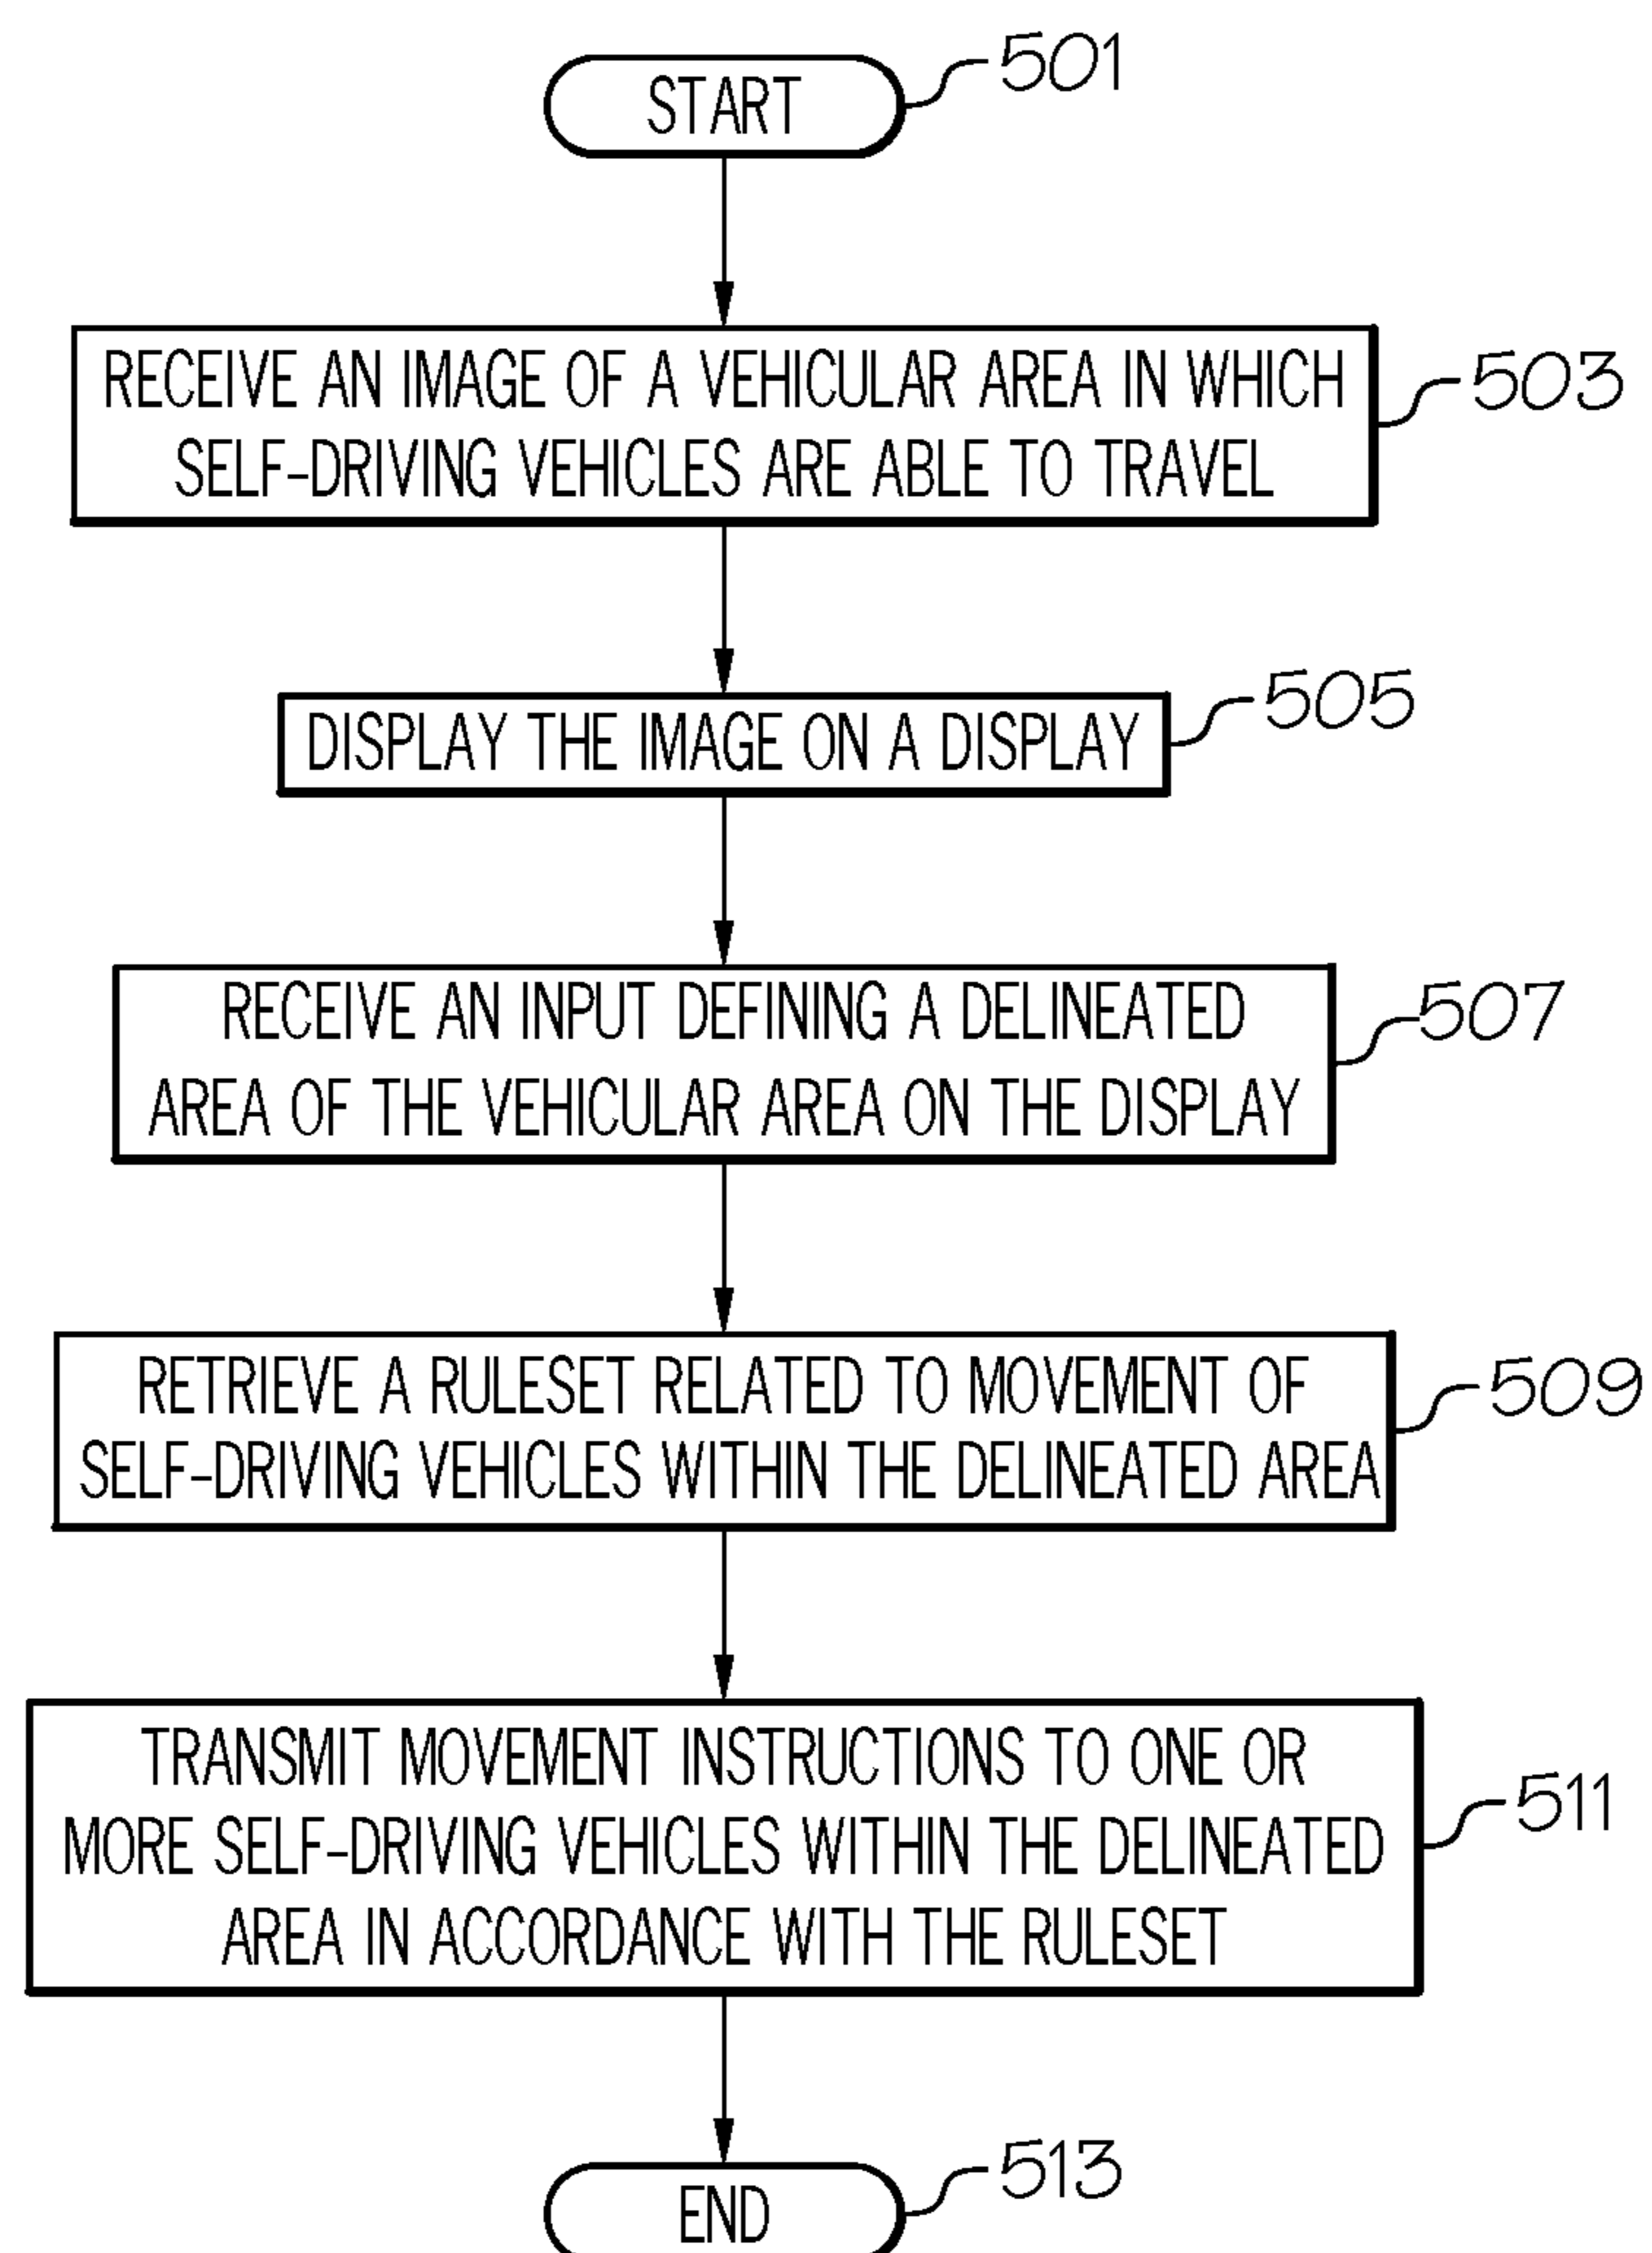 START
501
RECEIVE AN IMAGE OF A VEHICULAR AREA IN WHICH
SELF-DRIVING VEHICLES ARE ABLE TO TRAVEL
503
DISPLAY THE IMAGE ON A DISPLAY
505
RECEIVE AN INPUT DEFINING A DELINEATED
AREA OF THE VEHICULAR AREA ON THE DISPLAY
507
RETRIEVE A RULESET RELATED TO MOVEMENT OF
SELF-DRIVING VEHICLES WITHIN THE DELINEATED AREA
509
TRANSMIT MOVEMENT INSTRUCTIONS TO ONE OR
MORE SELF-DRIVING VEHICLES WITHIN THE DELINEATED
AREA IN ACCORDANCE WITH THE RULESET
511
END
513